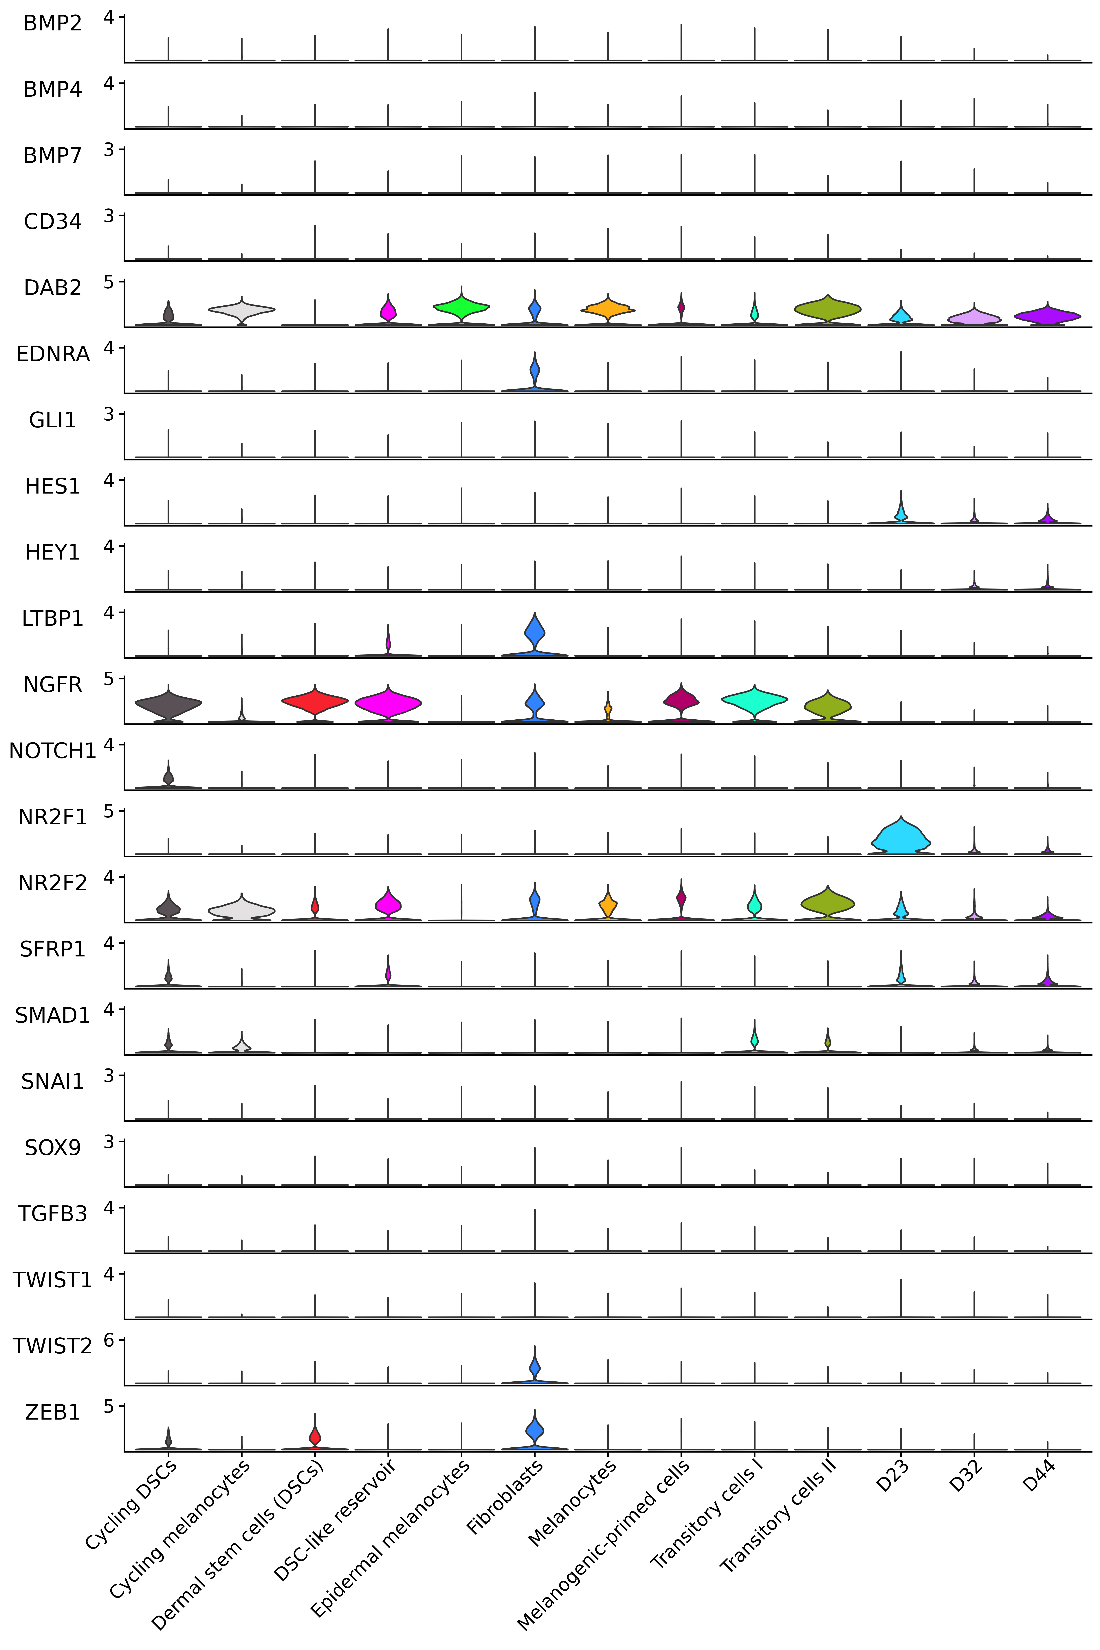 BMP2 4
BMP4 4
BMP7 3
CD34 3
DAB2 5
EDNRA 4
GLI1 3
HES1 4
HEY1 4
LTBP1 4
NGFR 5
NOTCH1 4
NR2F1 5
NR2F2 4
SFRP1 4
SMAD1 4
SNAI1 3
SOX9 3
TGFB3 4
TWIST1 4
TWIST2 6
ZEB1 5
Cycling DSCs
Cycling melanocytes
Dermal stem cells (DSCs)
DSC-like reservoir
Epidermal melanocytes
Fibroblasts
Melanocytes
Melanogenic-primed cells
Transitory cells I
Transitory cells II
D23
D32
D44